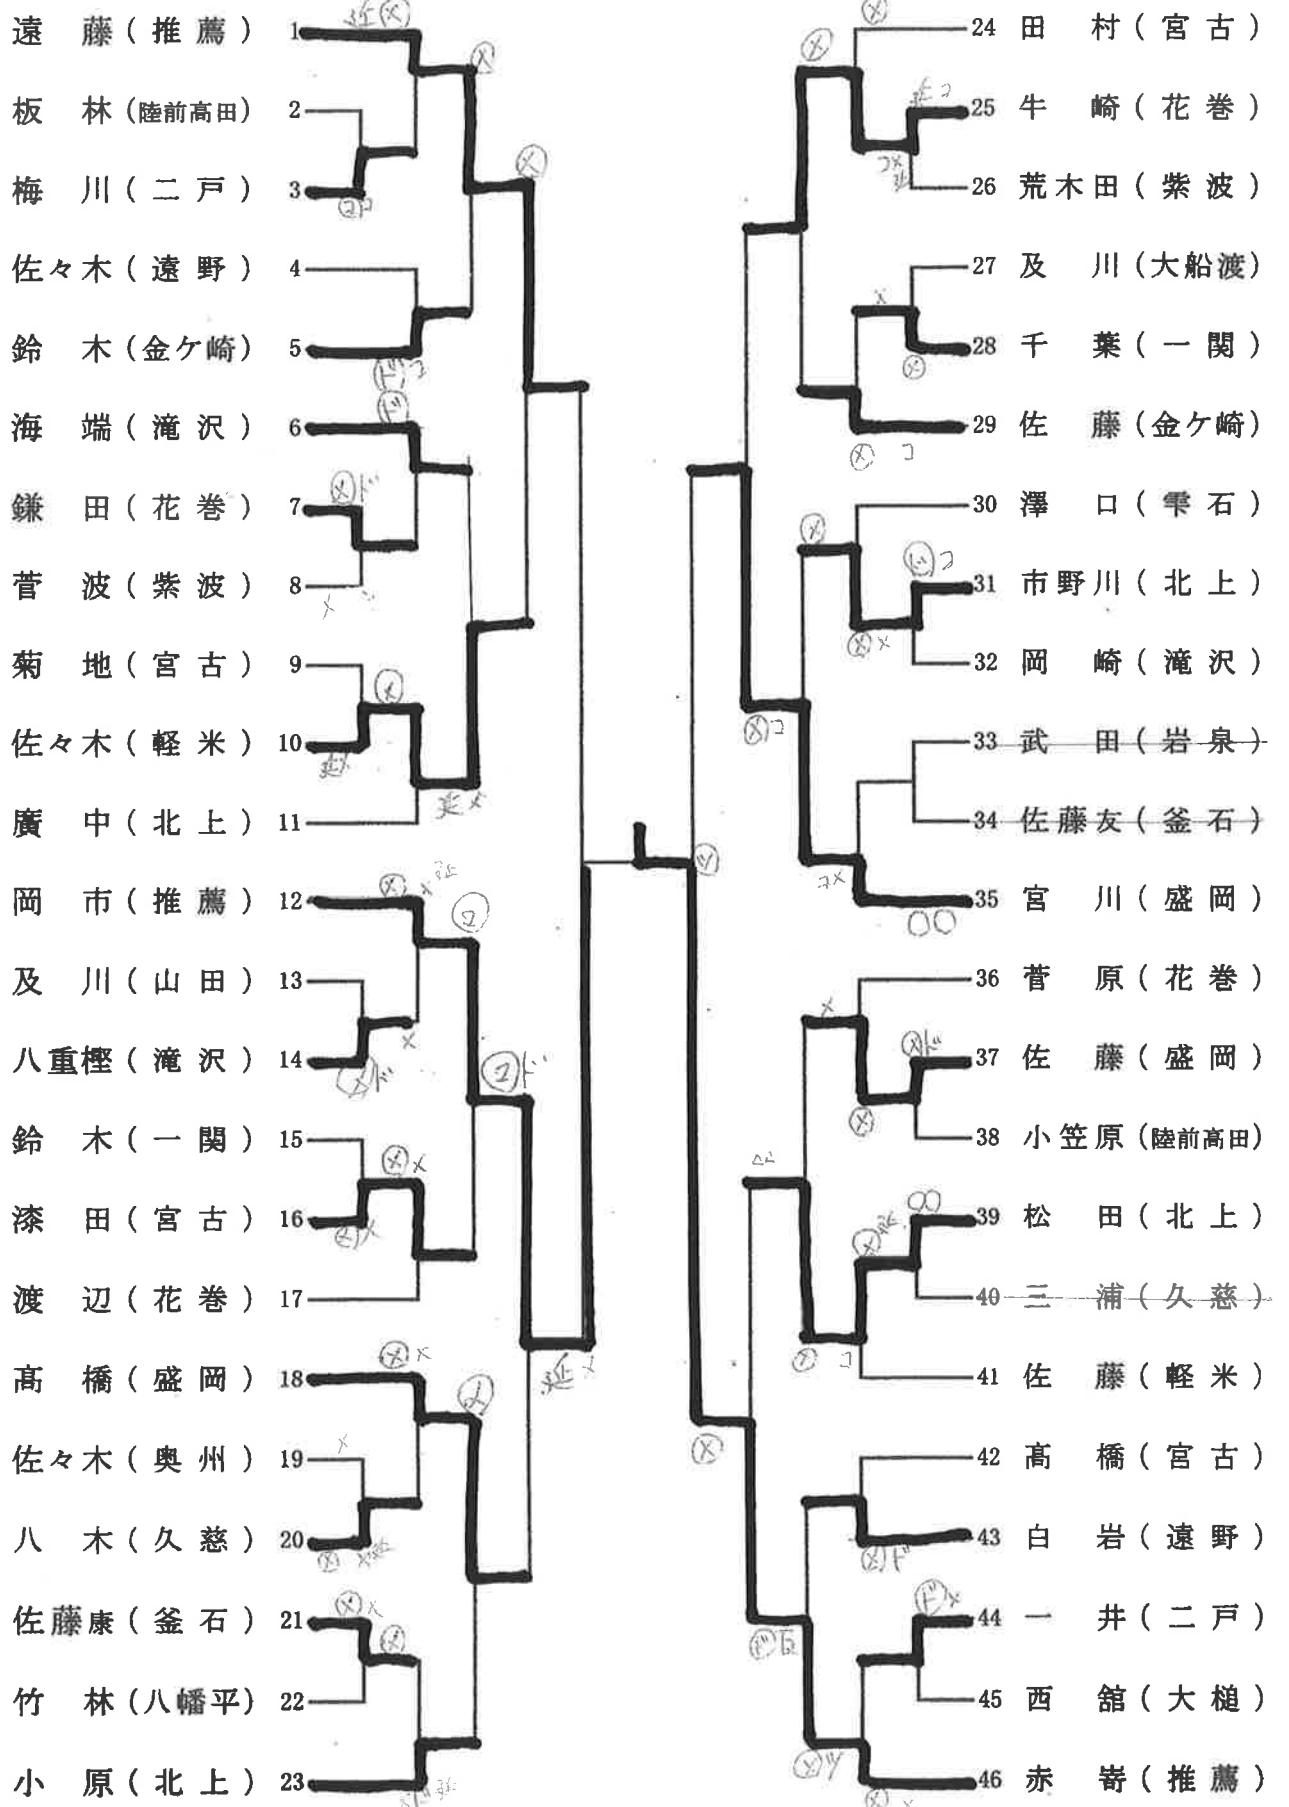 遠 藤 ( 推 薦 ) 1
板 林 (陸前高田) 2
梅 川 ( 二 戸 ) 3
佐々木 ( 遠 野 ) 4
鈴 木 (金ケ崎) 5
海 端 ( 滝 沢 ) 6
鎌 田 ( 花 巻 ) 7
菅 波 ( 紫 波 ) 8
菊 地 ( 宮 古 ) 9
佐々木 ( 軽 米 ) 10
廣 中 ( 北 上 ) 11
岡 市 ( 推 薦 ) 12
及 川 ( 山 田 ) 13
八重樫 ( 滝 沢 ) 14
鈴 木 ( 一 関 ) 15
漆 田 ( 宮 古 ) 16
渡 辺 ( 花 巻 ) 17
髙 橋 ( 盛 岡 ) 18
佐々木 ( 奥 州 ) 19
八 木 ( 久 慈 ) 20
佐藤康 ( 釜 石 ) 21
竹 林 (八幡平) 22
小 原 ( 北 上 ) 23
24 田 村 ( 宮 古 )
25 牛 崎 ( 花 巻 )
26 荒木田 ( 紫 波 )
27 及 川 (大船渡)
28 千 葉 ( 一 関 )
29 佐 藤 (金ケ崎)
30 澤 口 ( 雫 石 )
31 市野川 ( 北 上 )
32 岡 崎 ( 滝 沢 )
33 武 田 ( 岩 泉 )
34 佐藤友 ( 釜 石 )
35 宮 川 ( 盛 岡 )
36 菅 原 ( 花 巻 )
37 佐 藤 ( 盛 岡 )
38 小笠原 (陸前高田)
39 松 田 ( 北 上 )
40 三 浦 ( 久 慈 )
41 佐 藤 ( 軽 米 )
42 髙 橋 ( 宮 古 )
43 白 岩 ( 遠 野 )
44 一 井 ( 二 戸 )
45 西 舘 ( 大 槌 )
46 赤 嵜 ( 推 薦 )